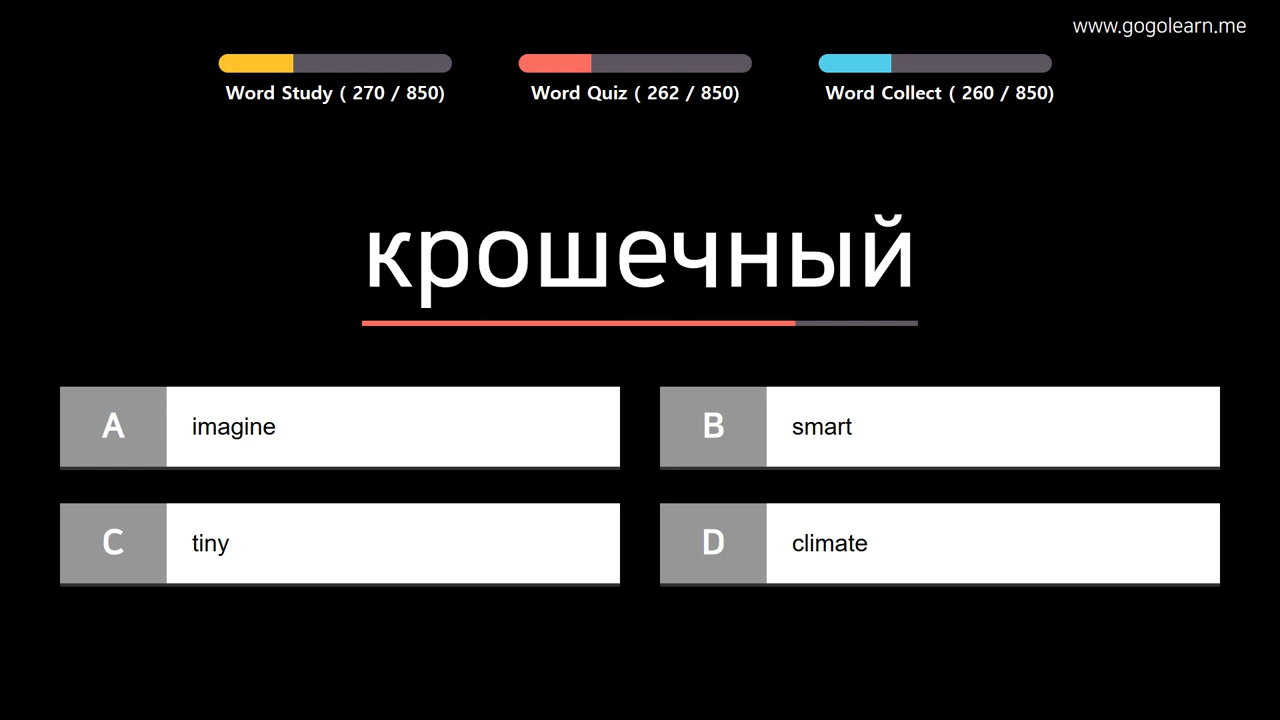 www.gogolearn.me
Word Study ( 270 / 850)
Word Quiz ( 262 / 850)
Word Collect ( 260 / 850)
крошечный
A imagine
B smart
C tiny
D climate